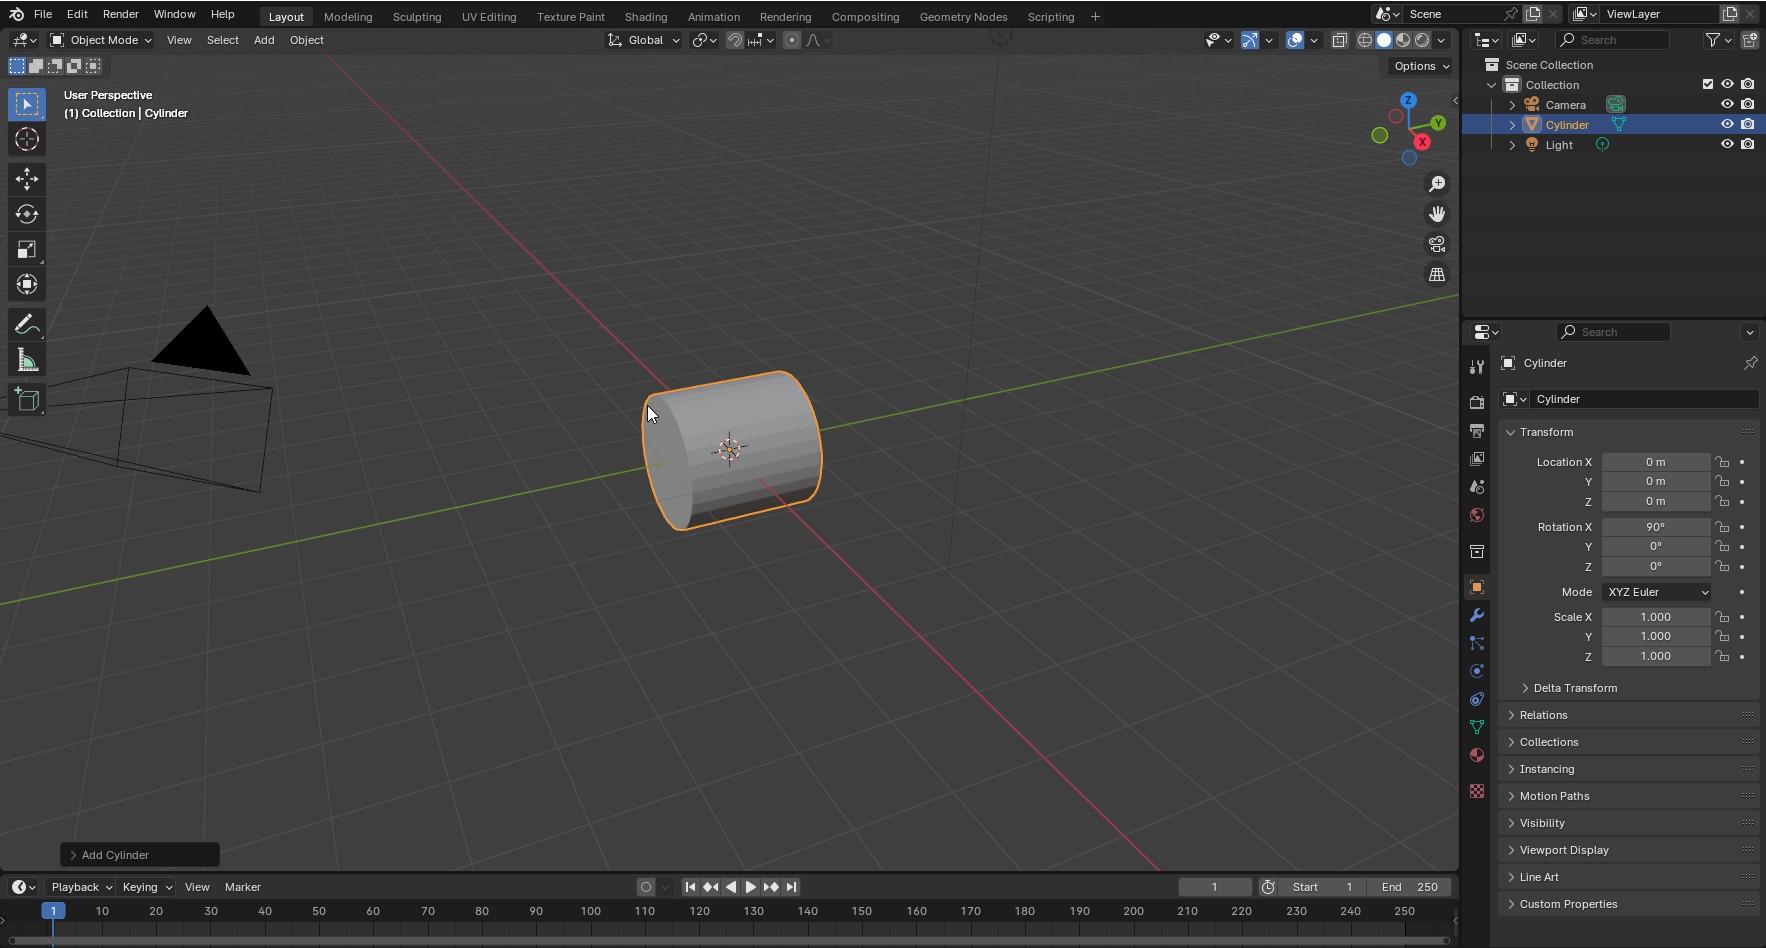 File Edit Render Window Help Layout Modeling Sculpting UV Editing Texture Paint Shading Animation Rendering Compositing Geometry Nodes Scripting + Scene ViewLayer
Object Mode View Select Add Object Global Search
Options
User Perspective
(1) Collection | Cylinder
Z
Y
X
Scene Collection
Collection
Camera
Cylinder
Light
Search
Cylinder
Cylinder
Transform
Location X 0 m
Y 0 m
Z 0 m
Rotation X 90°
Y 0°
Z 0°
Mode XYZ Euler
Scale X 1.000
Y 1.000
Z 1.000
Delta Transform
Relations
Collections
Instancing
Motion Paths
Visibility
Viewport Display
Line Art
Custom Properties
Add Cylinder
Playback Keying View Marker 1 Start 1 End 250
1 10 20 30 40 50 60 70 80 90 100 110 120 130 140 150 160 170 180 190 200 210 220 230 240 250